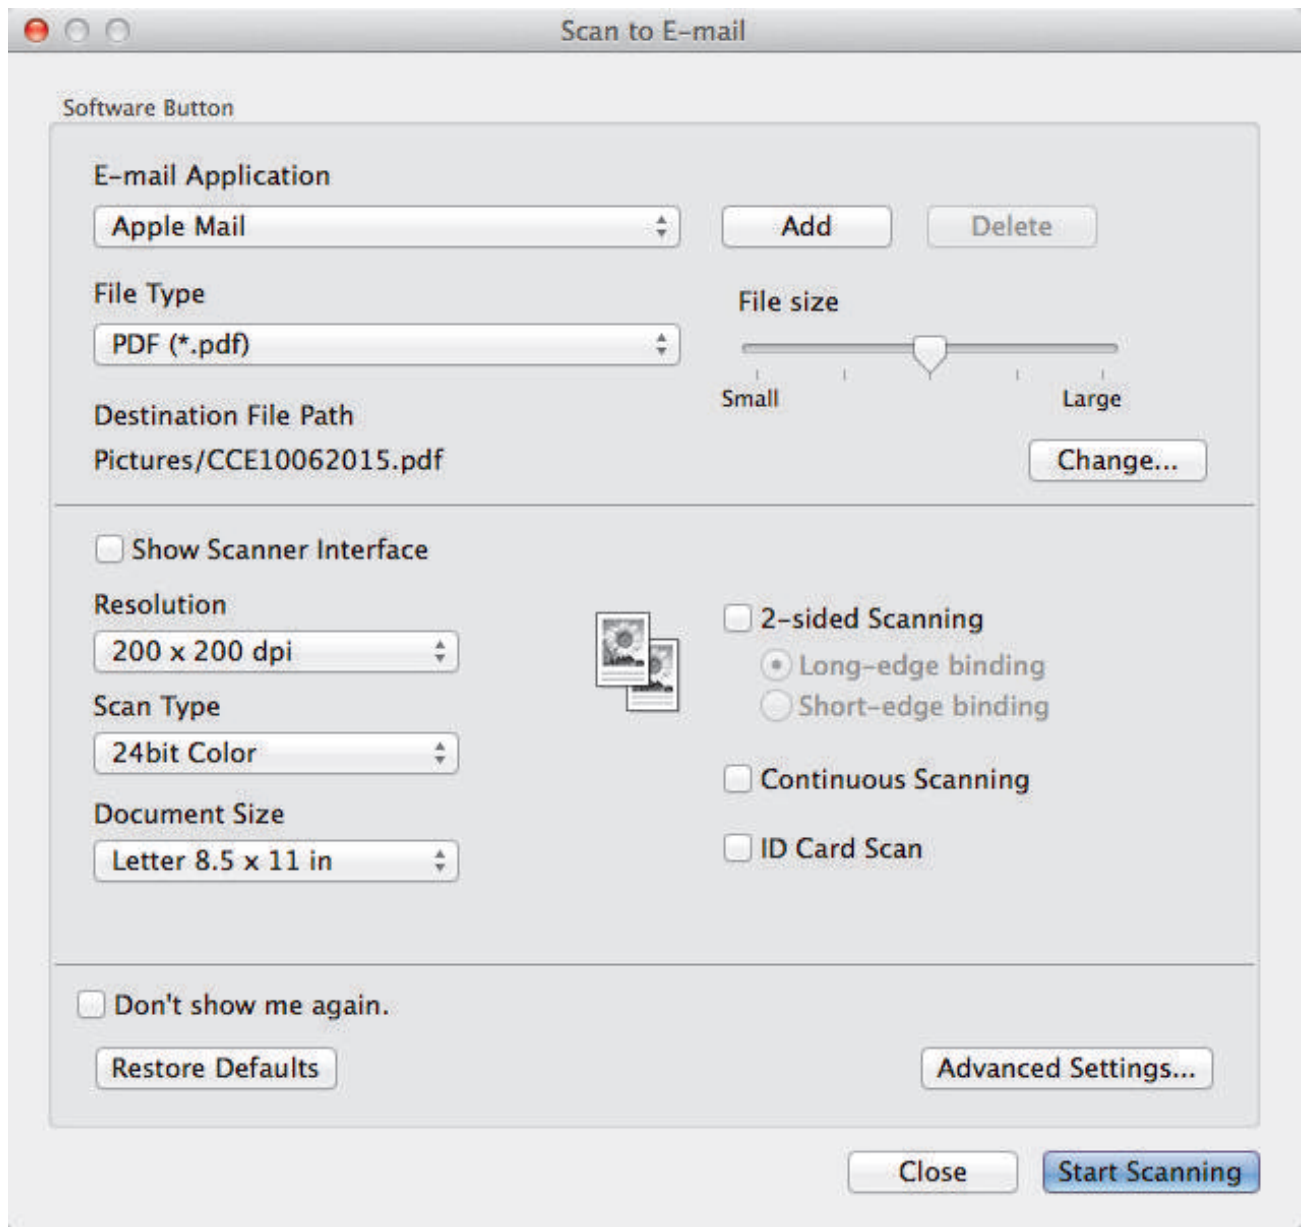 Scan to E-mail
Software Button
E-mail Application
Apple Mail
Add
Delete
File Type
File size
PDF (*.pdf)
Small
Large
Destination File Path
Pictures/CCE10062015.pdf
Change...
Show Scanner Interface
Resolution
200 x 200 dpi
2-sided Scanning
Long-edge binding
Short-edge binding
Scan Type
24bit Color
Continuous Scanning
Document Size
Letter 8.5 x 11 in
ID Card Scan
Don't show me again.
Restore Defaults
Advanced Settings...
Close
Start Scanning